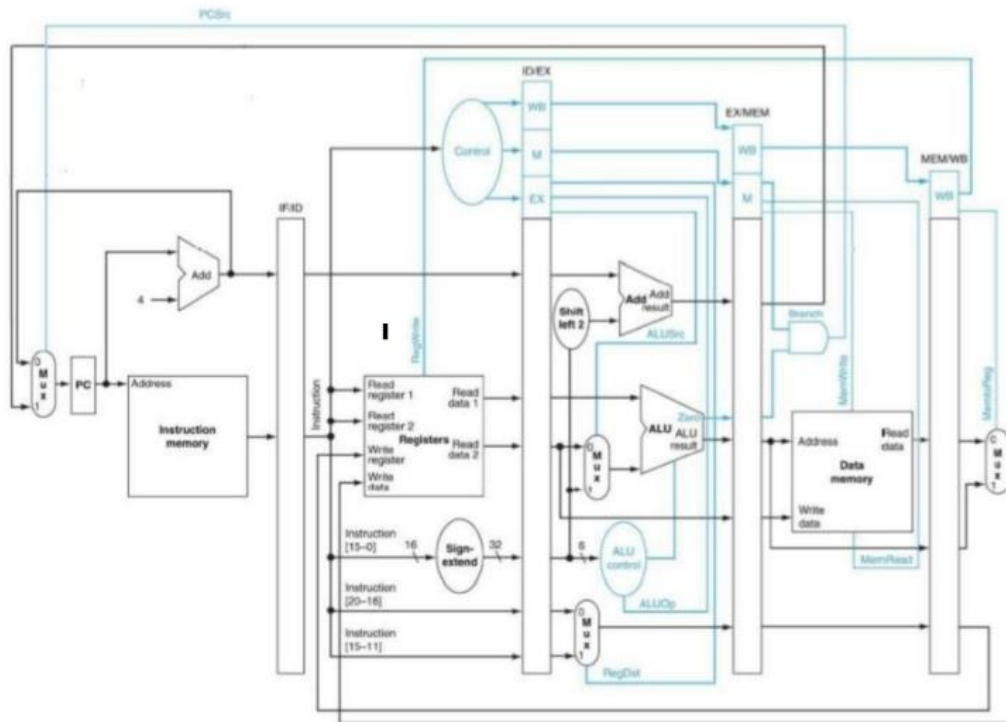 PCSrc
ID/EX
WB
EX/MEM
Control
M
WB
MEM/WB
EX
M
WB
IF/ID
Add
4
Add
Add
result
Shift
left 2
Branch
ALUSrc
RegWrite
MemWrite
MemtoReg
I
0
M
u
x
1
PC
Address
Instruction
memory
Instruction
Read
register 1
Read
data 1
Read
register 2
Registers
Write
register
Read
data 2
Write
data
0
M
u
x
1
Zero
ALU
ALU
result
Address
Read
data
Data
memory
Write
data
M
u
x
1
Instruction
[15–0]
16
Sign-
extend
32
6
ALU
control
MemRead
Instruction
[20–16]
ALUOp
0
M
u
x
1
Instruction
[15–11]
RegDst